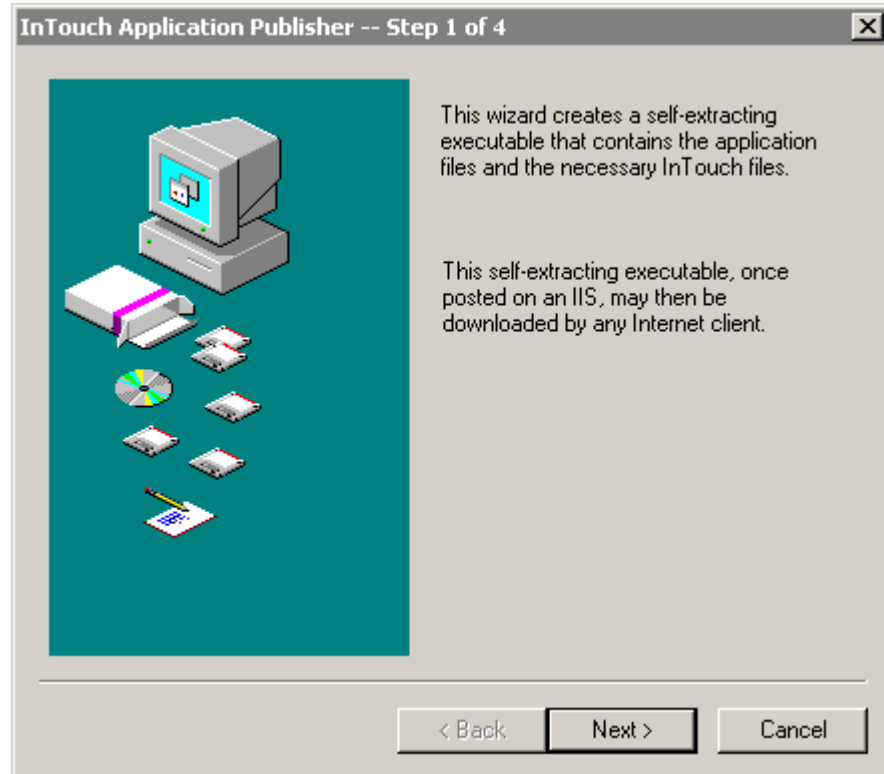 InTouch Application Publisher -- Step 1 of 4
This wizard creates a self-extracting
executable that contains the application
files and the necessary InTouch files.
This self-extracting executable, once
posted on an IIS, may then be
downloaded by any Internet client.
< Back
Next >
Cancel